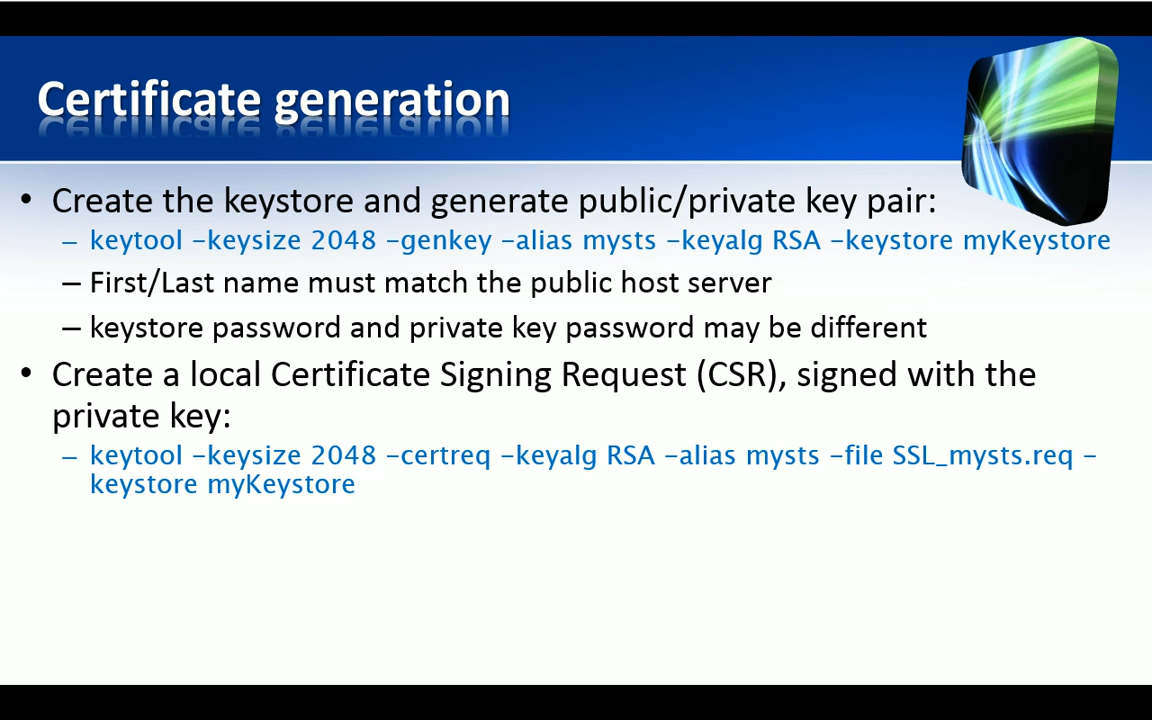 Certificate generation
• Create the keystore and generate public/private key pair:
– keytool –keysize 2048 –genkey –alias mysts –keyalg RSA –keystore myKeystore
– First/Last name must match the public host server
– keystore password and private key password may be different
• Create a local Certificate Signing Request (CSR), signed with the
private key:
– keytool –keysize 2048 –certreq –keyalg RSA –alias mysts –file SSL_mysts.req –
keystore myKeystore